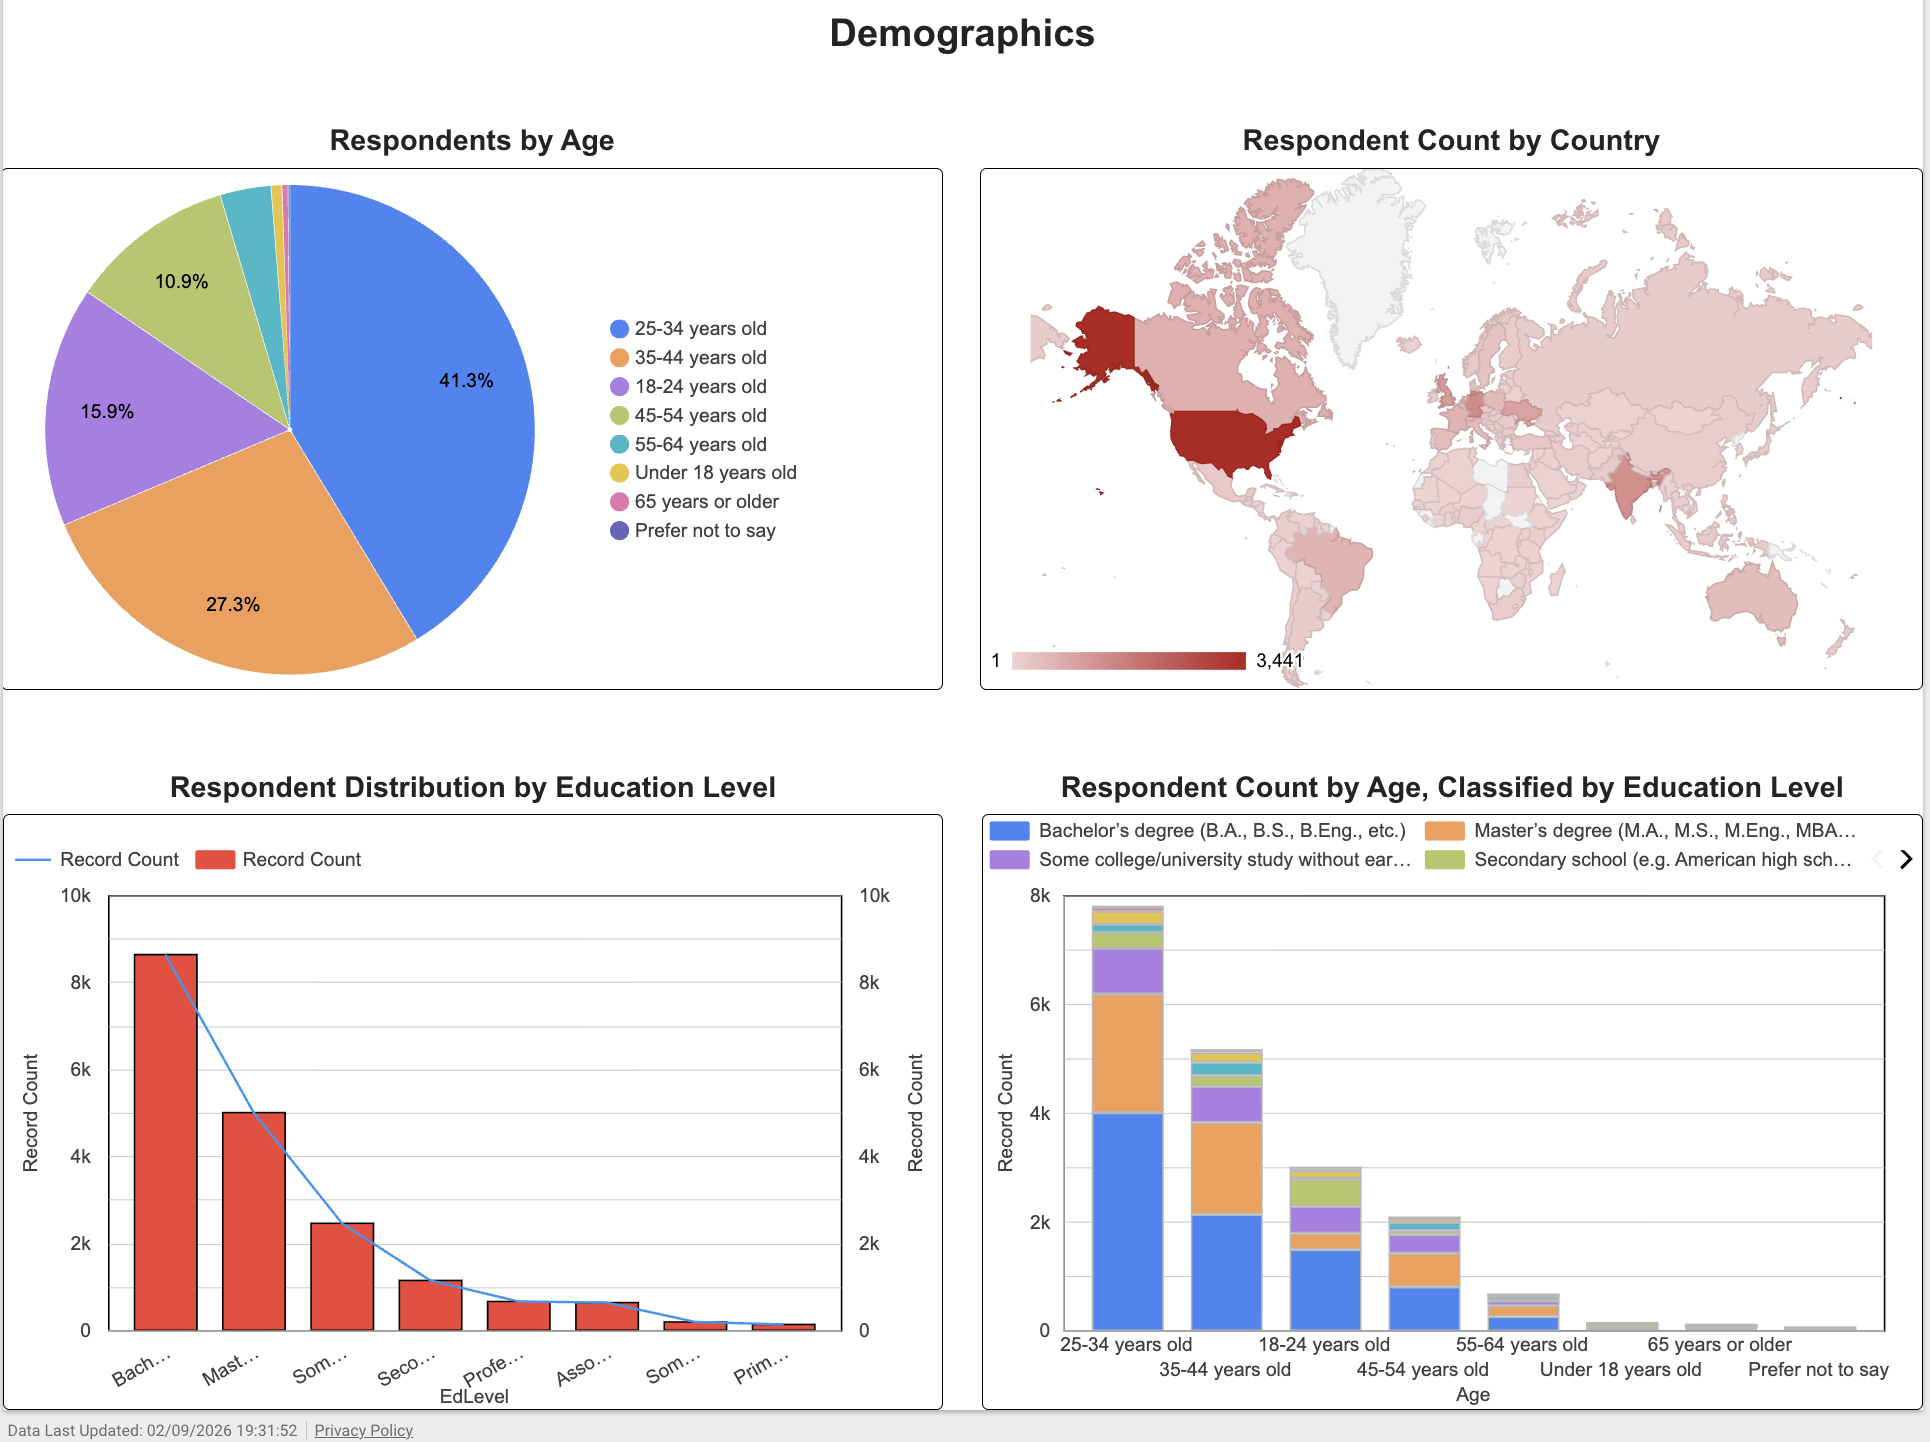 Demographics
Respondents by Age
41.3%
27.3%
15.9%
10.9%
25-34 years old
35-44 years old
18-24 years old
45-54 years old
55-64 years old
Under 18 years old
65 years or older
Prefer not to say
Respondent Count by Country
1
3,441
Respondent Distribution by Education Level
Record Count
Record Count
10k
8k
6k
4k
2k
0
Record Count
10k
8k
6k
4k
2k
0
Record Count
Bach…
Mast…
Som…
Seco…
Profe…
Asso…
Som…
Prim…
EdLevel
Respondent Count by Age, Classified by Education Level
Bachelor’s degree (B.A., B.S., B.Eng., etc.)
Master’s degree (M.A., M.S., M.Eng., MBA…
Some college/university study without ear…
Secondary school (e.g. American high sch…
8k
6k
4k
2k
0
Record Count
25-34 years old
35-44 years old
18-24 years old
45-54 years old
55-64 years old
Under 18 years old
65 years or older
Prefer not to say
Age
Data Last Updated: 02/09/2026 19:31:52
Privacy Policy